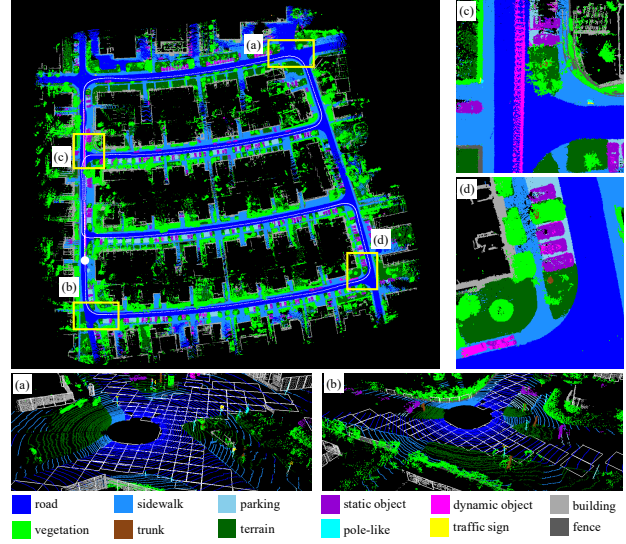 (a)
(c)
(b)
(d)
(c)
(d)
(a)
(b)
road sidewalk parking static object dynamic object building
vegetation trunk terrain pole-like traffic sign fence